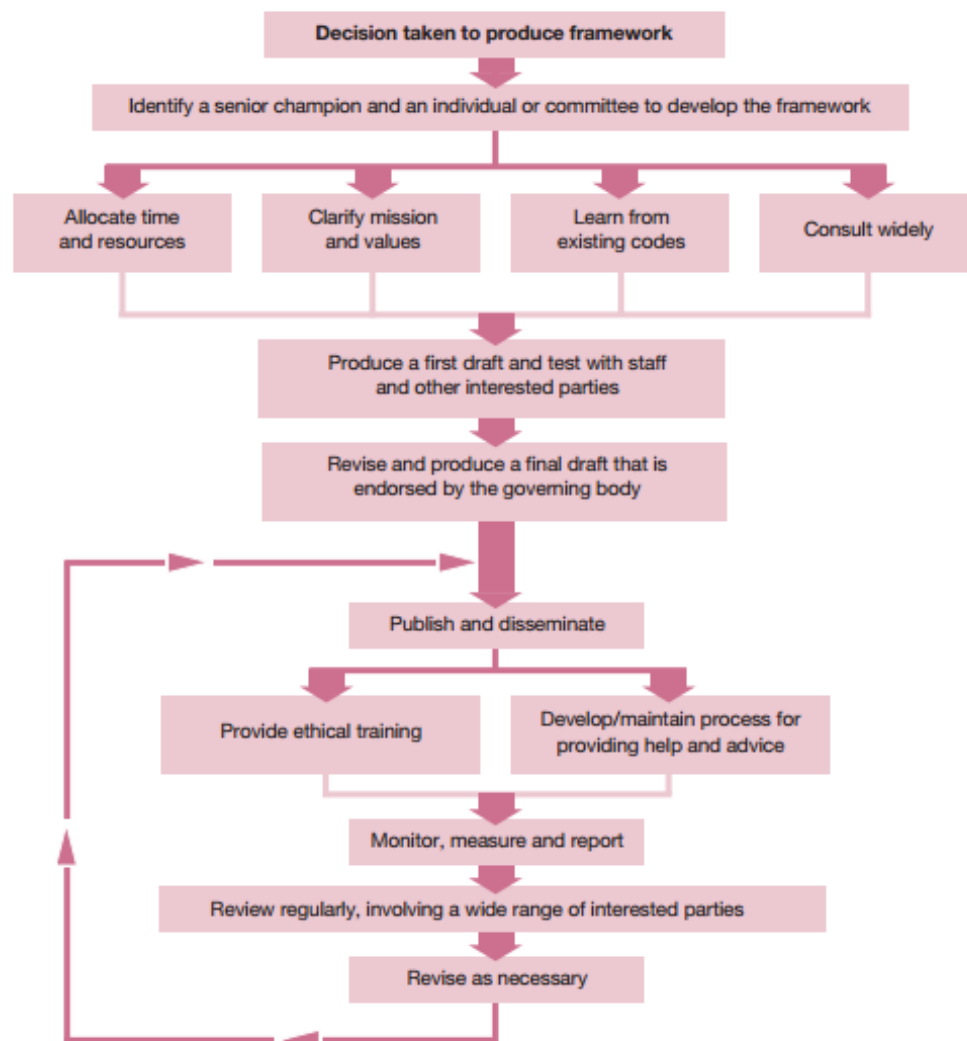 Decision taken to produce framework
Identify a senior champion and an individual or committee to develop the framework
Allocate time
and resources
Clarify mission
and values
Learn from
existing codes
Consult widely
Produce a first draft and test with staff
and other interested parties
Revise and produce a final draft that is
endorsed by the governing body
Publish and disseminate
Provide ethical training
Develop/maintain process for
providing help and advice
Monitor, measure and report
Review regularly, involving a wide range of interested parties
Revise as necessary